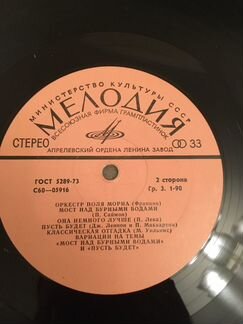 МИНИСТЕРСТВО КУЛЬТУРЫ СССР
МЕЛОДИЯ
ВСЕСОЮЗНАЯ ФИРМА ГРАМПЛАСТИНОК
СТЕРЕО 33
АПРЕЛЕВСКИЙ ОРДЕНА ЛЕНИНА ЗАВОД
ГОСТ 5289-73 2 сторона
С60—05916 Гр. 3. 1-90
ОРКЕСТР ПОЛЯ МОРИА (Франция)
МОСТ НАД БУРНЫМИ ВОДАМИ
(П. Саймон)
ОНА НЕМНОГО ЛУЧШЕ (П. Лека)
ПУСТЬ БУДЕТ (Дж. Леннон и П. Маккартни)
КЛАССИЧЕСКАЯ ОТГАДКА (М. Уильямс)
ВАРИАЦИИ НА ТЕМЫ
«МОСТ НАД БУРНЫМИ ВОДАМИ»
И «ПУСТЬ БУДЕТ»